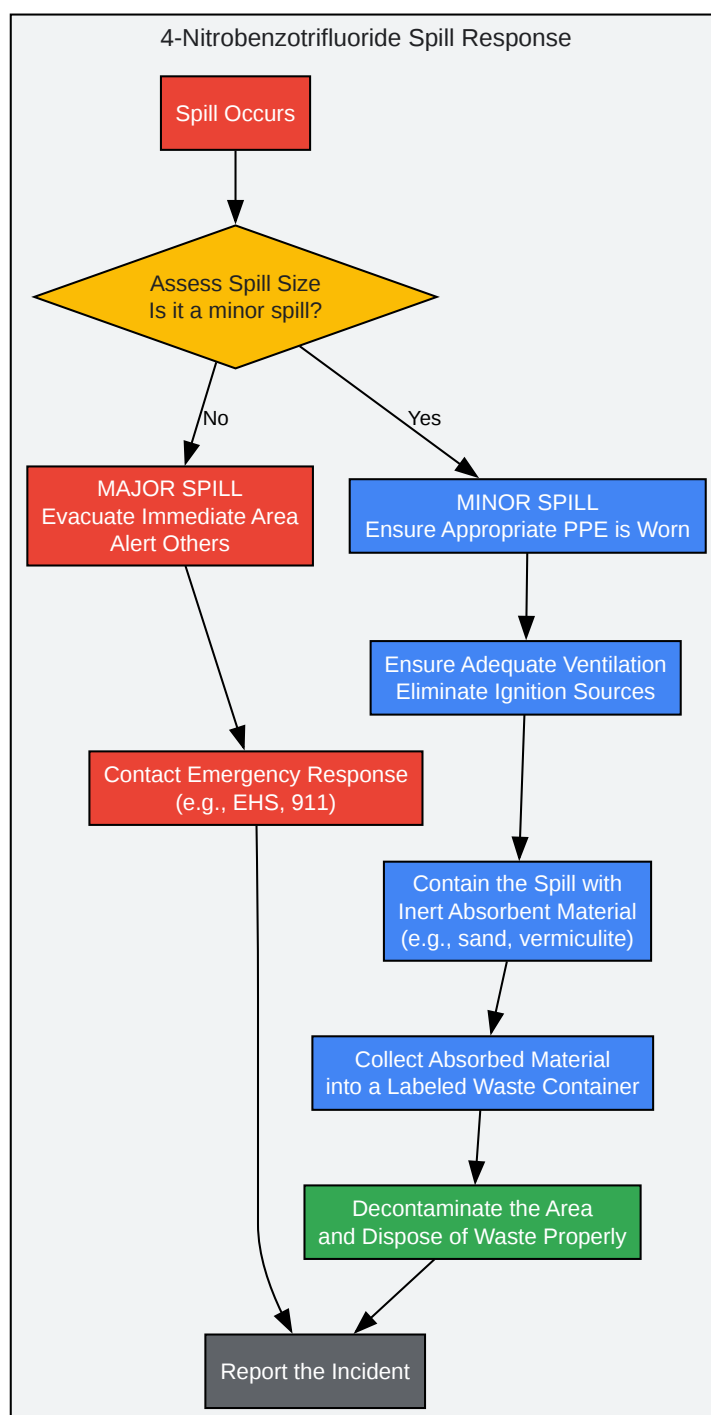 4-Nitrobenzotrifluoride Spill Response
Spill Occurs
Assess Spill Size
Is it a minor spill?
No
Yes
MAJOR SPILL
Evacuate Immediate Area
Alert Others
MINOR SPILL
Ensure Appropriate PPE is Worn
Ensure Adequate Ventilation
Eliminate Ignition Sources
Contact Emergency Response
(e.g., EHS, 911)
Contain the Spill with
Inert Absorbent Material
(e.g., sand, vermiculite)
Collect Absorbed Material
into a Labeled Waste Container
Decontaminate the Area
and Dispose of Waste Properly
Report the Incident